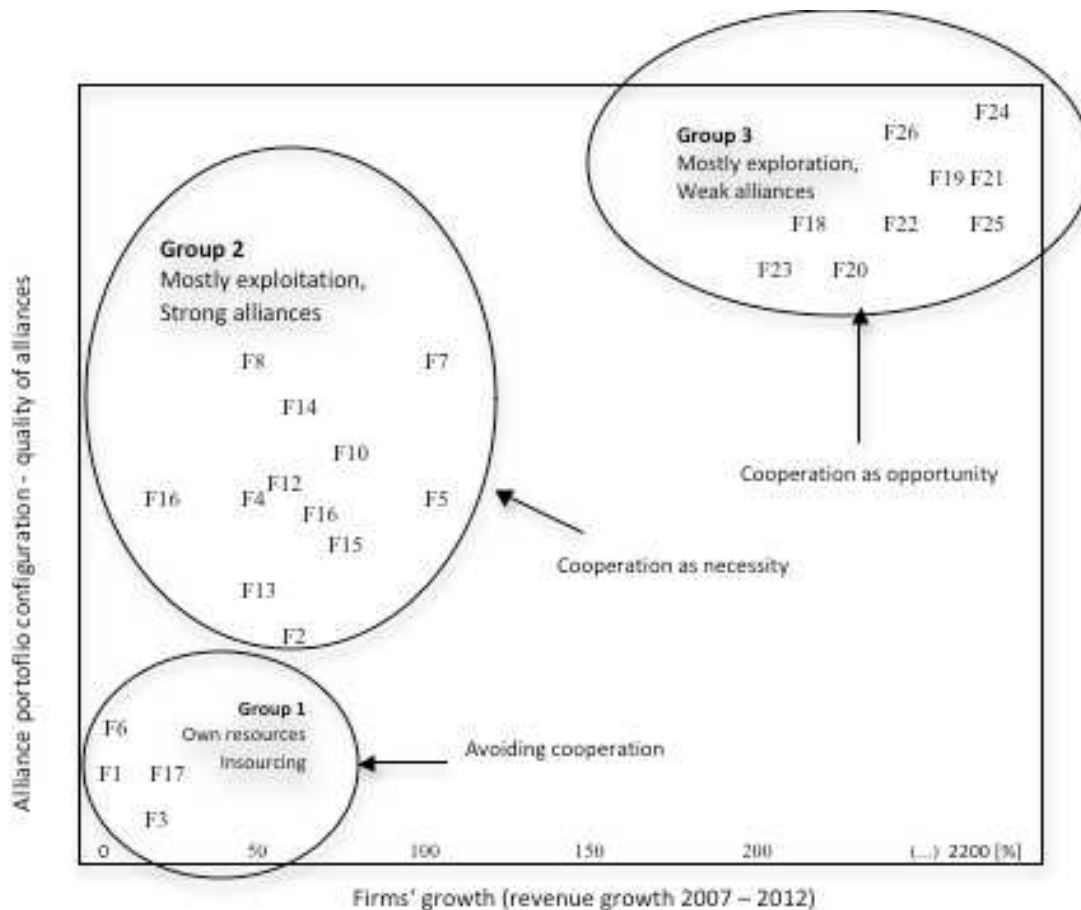 F24
F26
Group 3
Mostly exploration,
Weak alliances
F19 F21
F18 F22 F25
F23 F20
Group 2
Mostly exploitation,
Strong alliances
F8 F7
F14
F10
Cooperation as opportunity
F12
F16 F4 F5
F16
F15
Cooperation as necessity
F13
F2
Group 1
Own resources
Insourcing
F6
Avoiding cooperation
F1 F17
F3
0 50 100 150 200 (...) 2200 [%]
Firms' growth (revenue growth 2007 – 2012)
Alliance portoflio configuration - quality of alliances